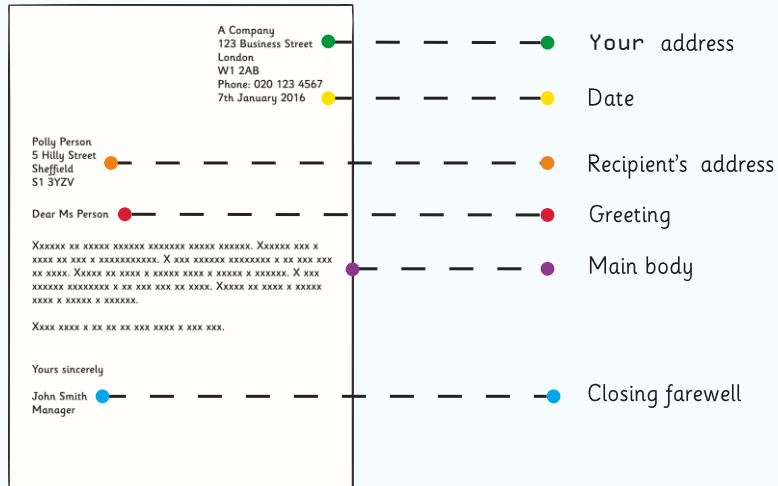 A Company
123 Business Street
London
W1 2AB
Phone: 020 123 4567
7th January 2016
Your address
Date
Polly Person
5 Hilly Street
Sheffield
S1 3YZV
Recipient's address
Dear Ms Person
Greeting
Xxxxx xx xxxxx xxxxxx xxxxxxx xxxxx xxxxxx. Xxxxxx xxx x
xxxx xx xxx x xxxxxxxxxxx. X xxx xxxxxx xxxxxxxx x xx xxx xxx
xx xxxx. Xxxxx xx xxxx x xxxxx xxxx x xxxxx x xxxxxx. X xxx
xxxxxx xxxxxxxx x xx xxx xxx xx xxxx. Xxxxx xx xxxx x xxxxx
xxxx x xxxxx x xxxxxx.
Main body
Xxxx xxxx x xx xx xx xxx xxxx x xxx xxx.
Yours sincerely
John Smith
Manager
Closing farewell